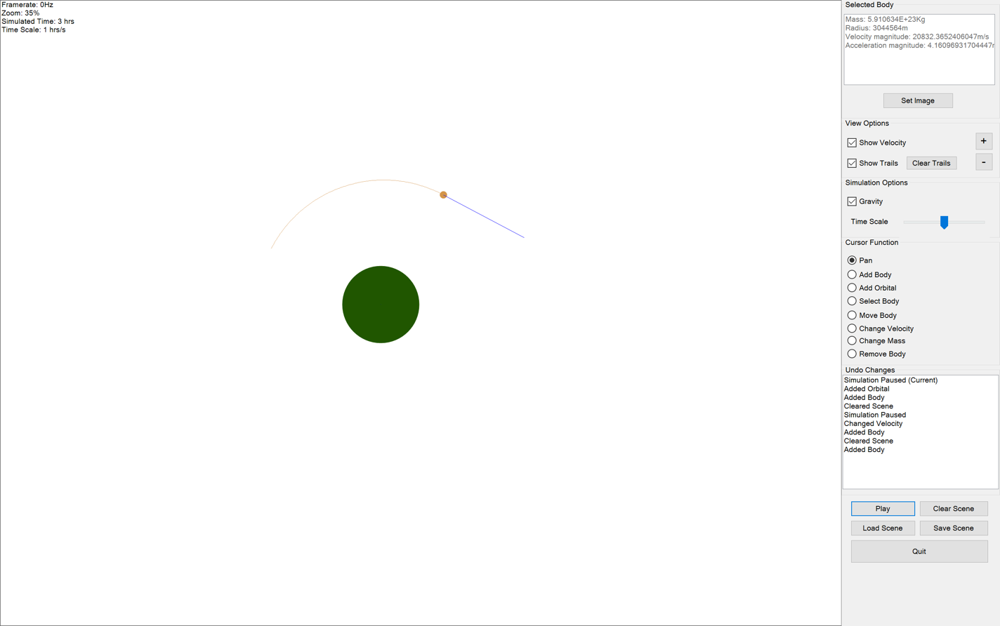 Framerate: 0Hz
Zoom: 35%
Simulated Time: 3 hrs
Time Scale: 1 hrs/s
Selected Body
Mass: 5.910634E+23Kg
Radius: 3044564m
Velocity magnitude: 20832.3652406047m/s
Acceleration magnitude: 4.16096931704447r
Set Image
View Options
Show Velocity
+
Show Trails
Clear Trails
-
Simulation Options
Gravity
Time Scale
Cursor Function
Pan
Add Body
Add Orbital
Select Body
Move Body
Change Velocity
Change Mass
Remove Body
Undo Changes
Simulation Paused (Current)
Added Orbital
Added Body
Cleared Scene
Simulation Paused
Changed Velocity
Added Body
Cleared Scene
Added Body
Play
Clear Scene
Load Scene
Save Scene
Quit